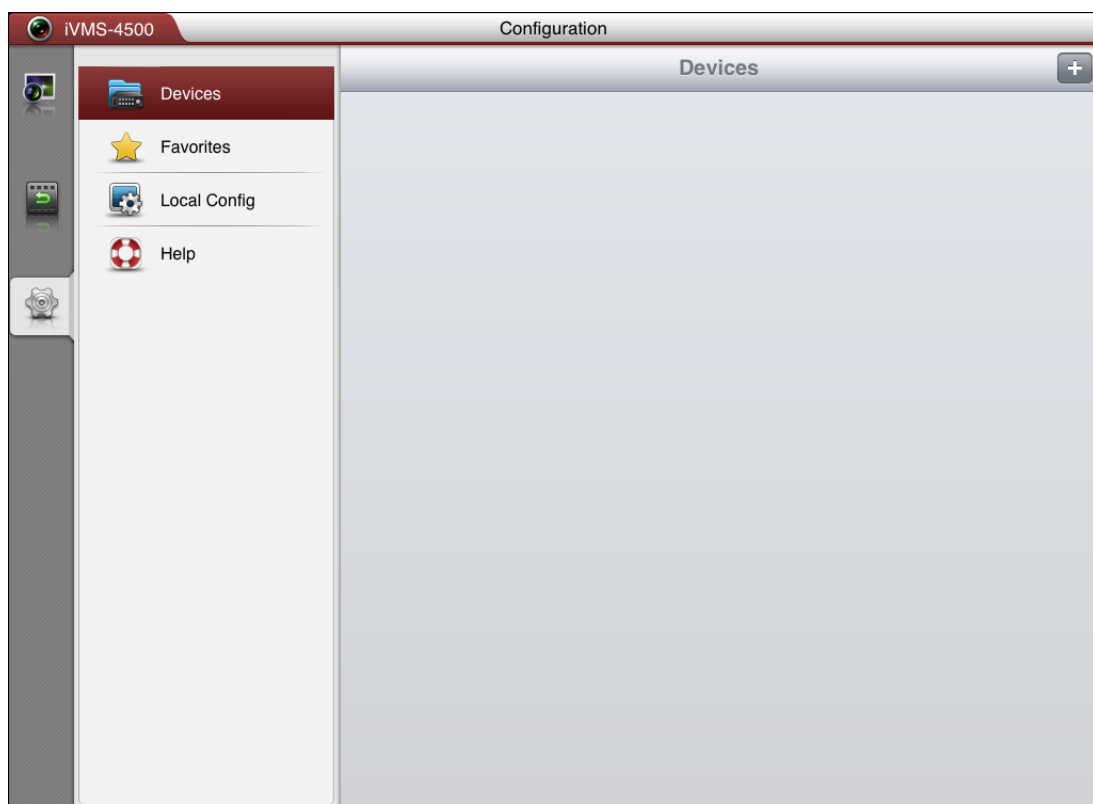 iVMS-4500
Configuration
Devices
Favorites
Local Config
Help
Devices
+